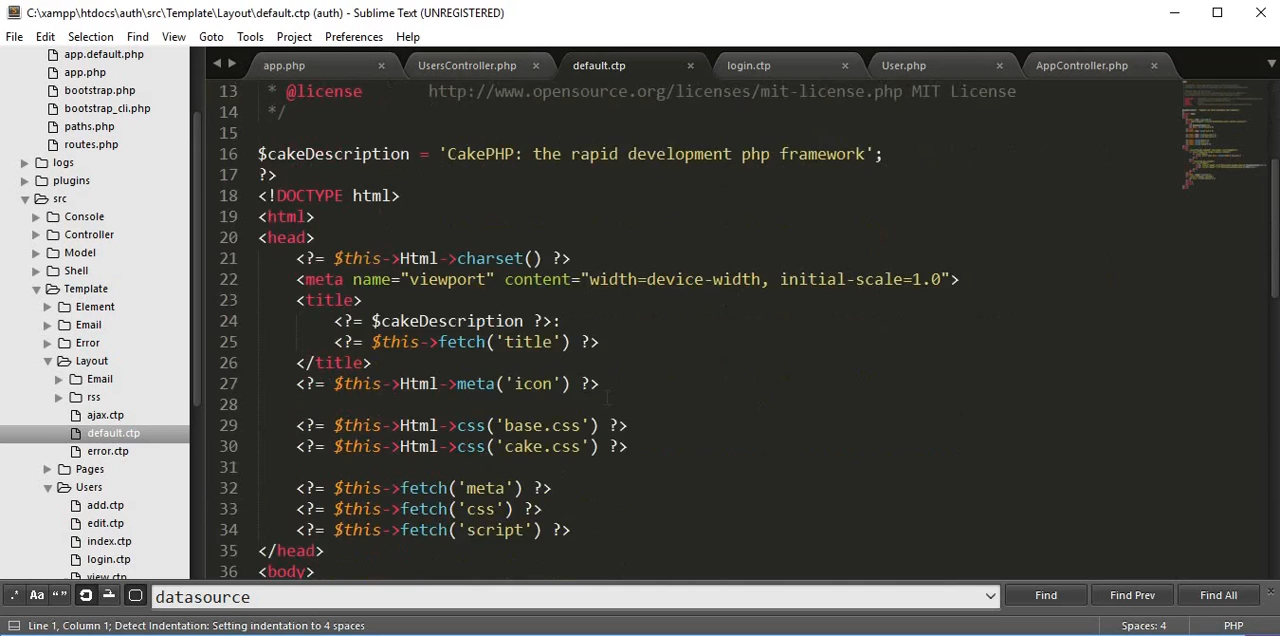 C:\xampp\htdocs\auth\src\Template\Layout\default.ctp (auth) - Sublime Text (UNREGISTERED)
File Edit Selection Find View Goto Tools Project Preferences Help
app.default.php
app.php
bootstrap.php
bootstrap_cli.php
paths.php
routes.php
logs
plugins
src
Console
Controller
Model
Shell
Template
Element
Email
Error
Layout
Email
rss
ajax.ctp
default.ctp
error.ctp
Pages
Users
add.ctp
edit.ctp
index.ctp
login.ctp
view.ctp
app.php UsersController.php default.ctp login.ctp User.php AppController.php
13 * @license http://www.opensource.org/licenses/mit-license.php MIT License
14 */
15
16 $cakeDescription = 'CakePHP: the rapid development php framework';
17 ?>
18 <!DOCTYPE html>
19 <html>
20 <head>
21 <?= $this->Html->charset() ?>
22 <meta name="viewport" content="width=device-width, initial-scale=1.0">
23 <title>
24 <?= $cakeDescription ?>:
25 <?= $this->fetch('title') ?>
26 </title>
27 <?= $this->Html->meta('icon') ?>
28
29 <?= $this->Html->css('base.css') ?>
30 <?= $this->Html->css('cake.css') ?>
31
32 <?= $this->fetch('meta') ?>
33 <?= $this->fetch('css') ?>
34 <?= $this->fetch('script') ?>
35 </head>
36 <body>
.* Aa “” datasource Find Find Prev Find All
Line 1, Column 1; Detect Indentation: Setting indentation to 4 spaces Spaces: 4 PHP